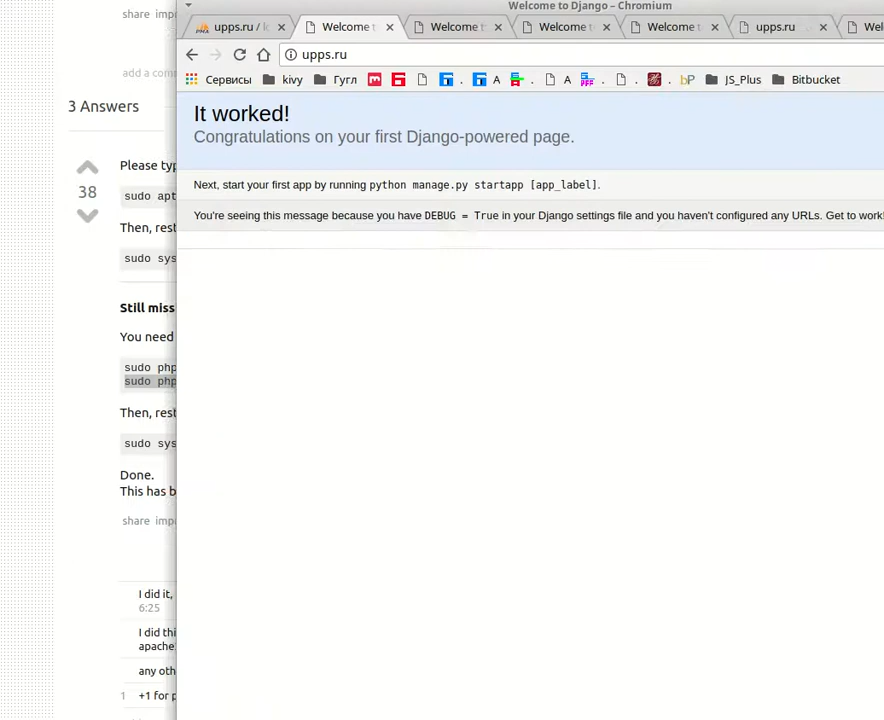 share
add a com
3 Answers
38
Please typ
sudo apt
Then, rest
sudo sys
Still miss
You need
sudo php
sudo php
Then, rest
sudo sys
Done.
This has b
share impr
I did it,
6:25
I did thi
apache
any oth
1 +1 for p
Welcome to Django – Chromium
upps.ru / lo
Welcome t
Welcome t
Welcome to
Welcome to
upps.ru
Wel
upps.ru
Сервисы
kivy
Гугл
A
A
bP
JS_Plus
Bitbucket
It worked!
Congratulations on your first Django-powered page.
Next, start your first app by running python manage.py startapp [app_label].
You're seeing this message because you have DEBUG = True in your Django settings file and you haven't configured any URLs. Get to work!